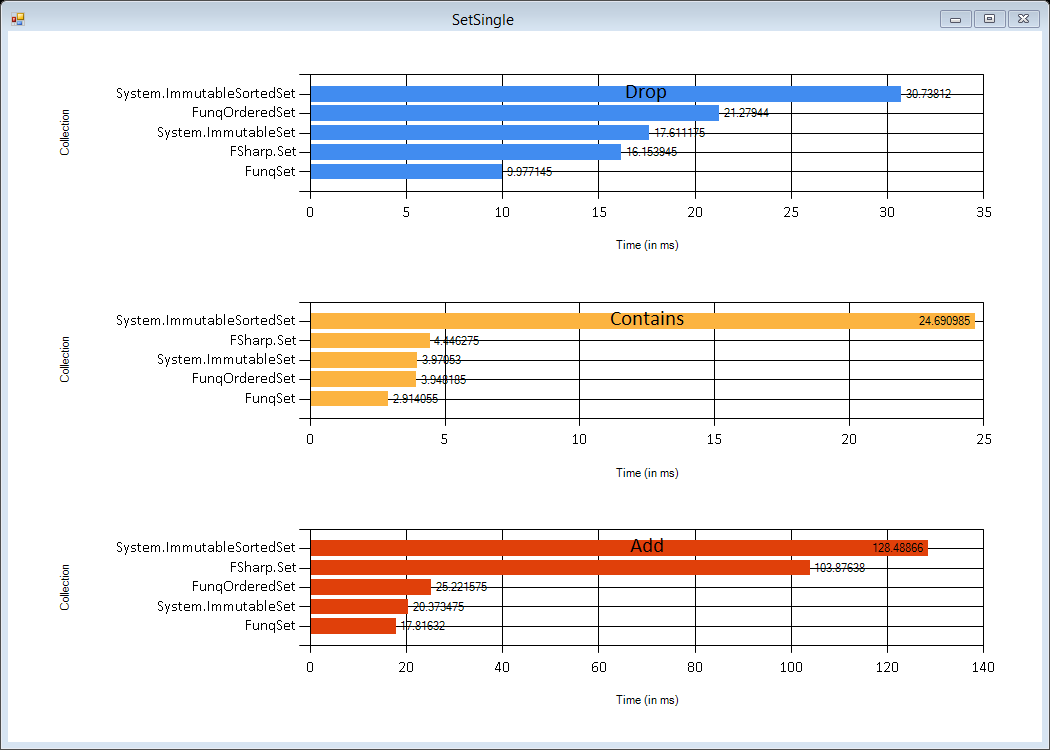 SetSingle
Drop
Collection
System.ImmutableSortedSet 30.73812
FunqOrderedSet 21.27944
System.ImmutableSet 17.611175
FSharp.Set 16.153945
FunqSet 9.977145
0 5 10 15 20 25 30 35
Time (in ms)
Contains
Collection
System.ImmutableSortedSet 24.690985
FSharp.Set 4.446275
System.ImmutableSet 3.97053
FunqOrderedSet 3.948185
FunqSet 2.914055
0 5 10 15 20 25
Time (in ms)
Add
Collection
System.ImmutableSortedSet 128.48866
FSharp.Set 103.87638
FunqOrderedSet 25.221575
System.ImmutableSet 20.373475
FunqSet 17.81632
0 20 40 60 80 100 120 140
Time (in ms)